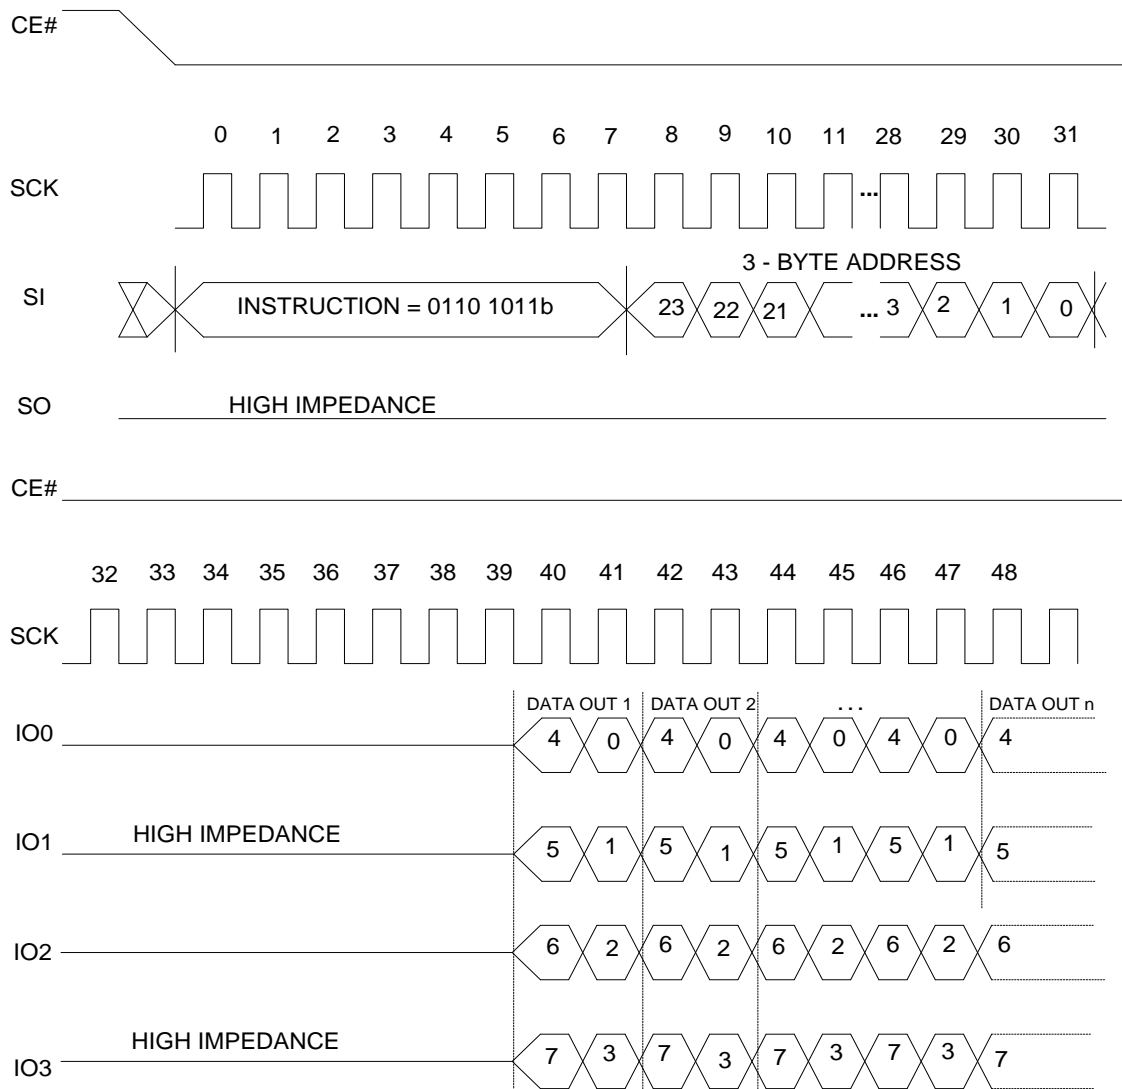 CE#
0 1 2 3 4 5 6 7 8 9 10 11 28 29 30 31
SCK ...
3 - BYTE ADDRESS
SI INSTRUCTION = 0110 1011b 23 22 21 ... 3 2 1 0
SO HIGH IMPEDANCE
CE#
32 33 34 35 36 37 38 39 40 41 42 43 44 45 46 47 48
SCK
DATA OUT 1 DATA OUT 2 ... DATA OUT n
IO0 4 0 4 0 4 0 4 0 4
IO1 HIGH IMPEDANCE 5 1 5 1 5 1 5 1 5
IO2 6 2 6 2 6 2 6 2 6
IO3 HIGH IMPEDANCE 7 3 7 3 7 3 7 3 7